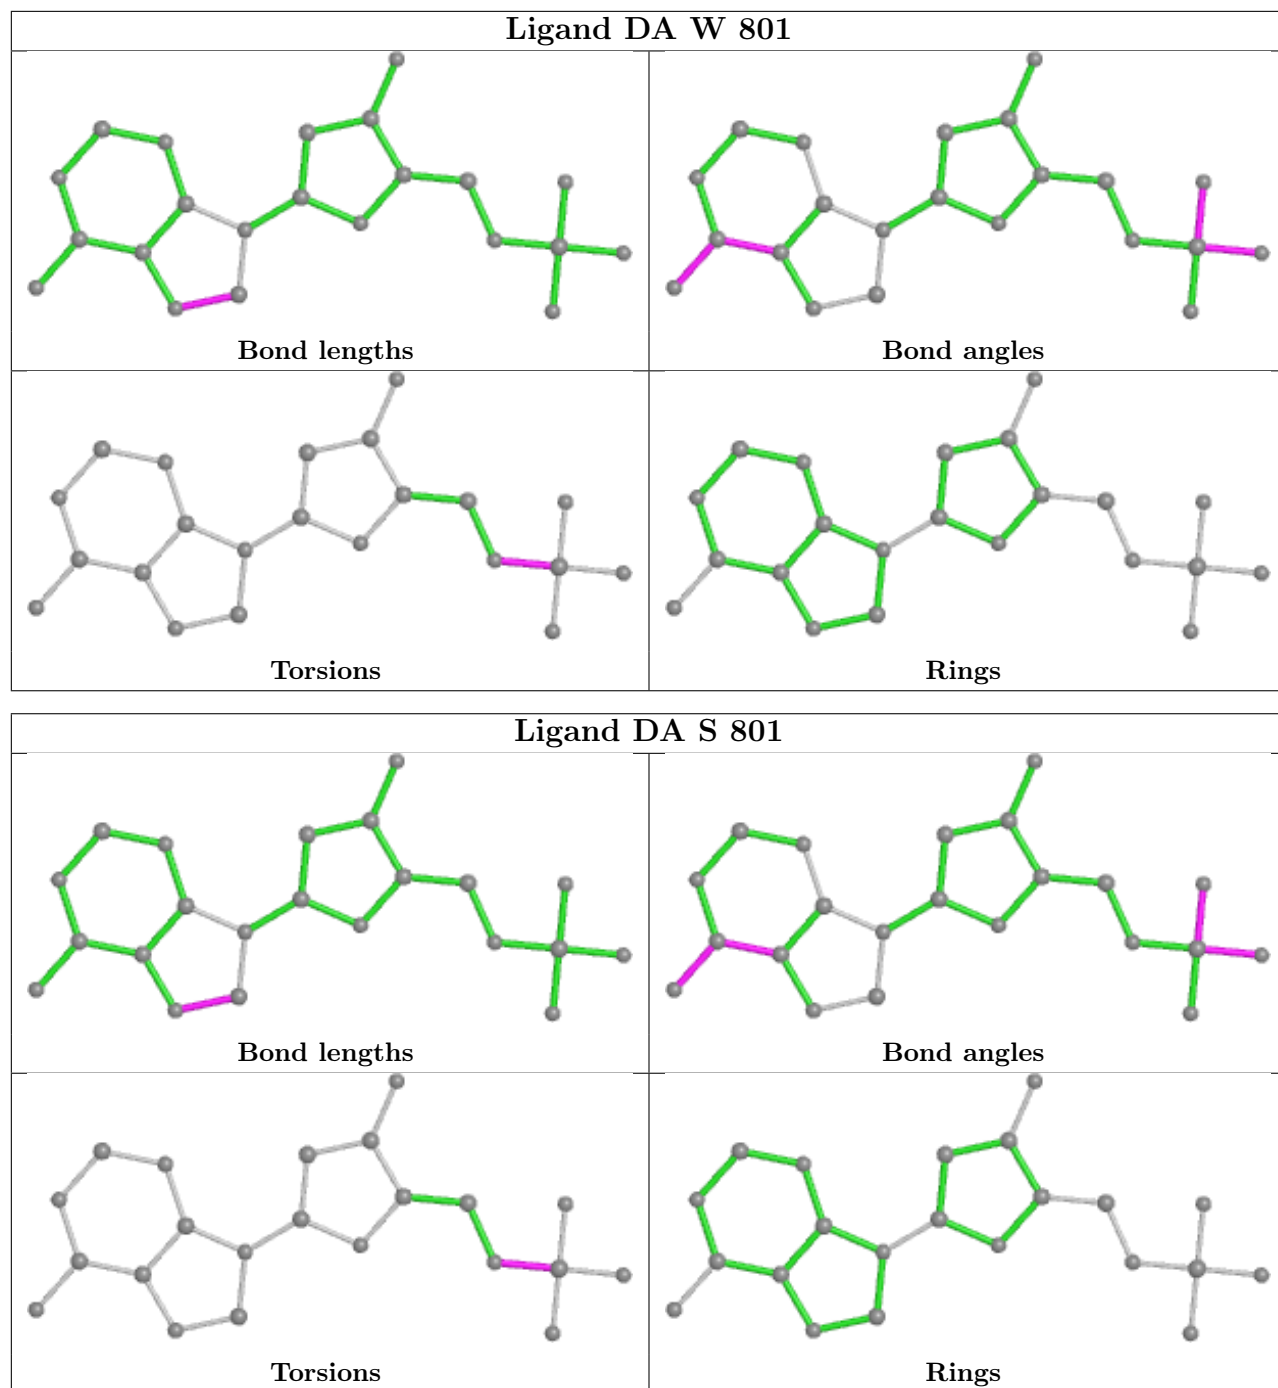 Ligand DA W 801
Bond lengths
Bond angles
Torsions
Rings
Ligand DA S 801
Bond lengths
Bond angles
Torsions
Rings